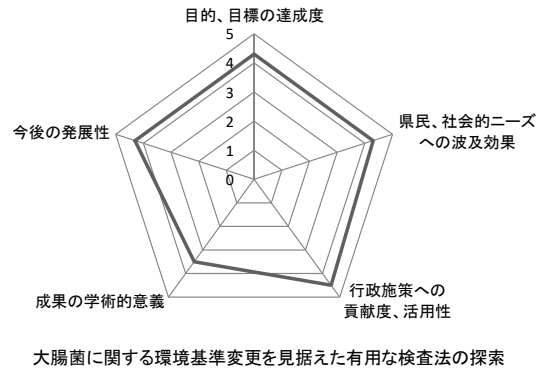 目的、目標の達成度
5
4
3
2
1
0
県民、社会的ニーズ
への波及効果
今後の発展性
行政施策への
貢献度、活用性
成果の学術的意義
大腸菌に関する環境基準変更を見据えた有用な検査法の探索